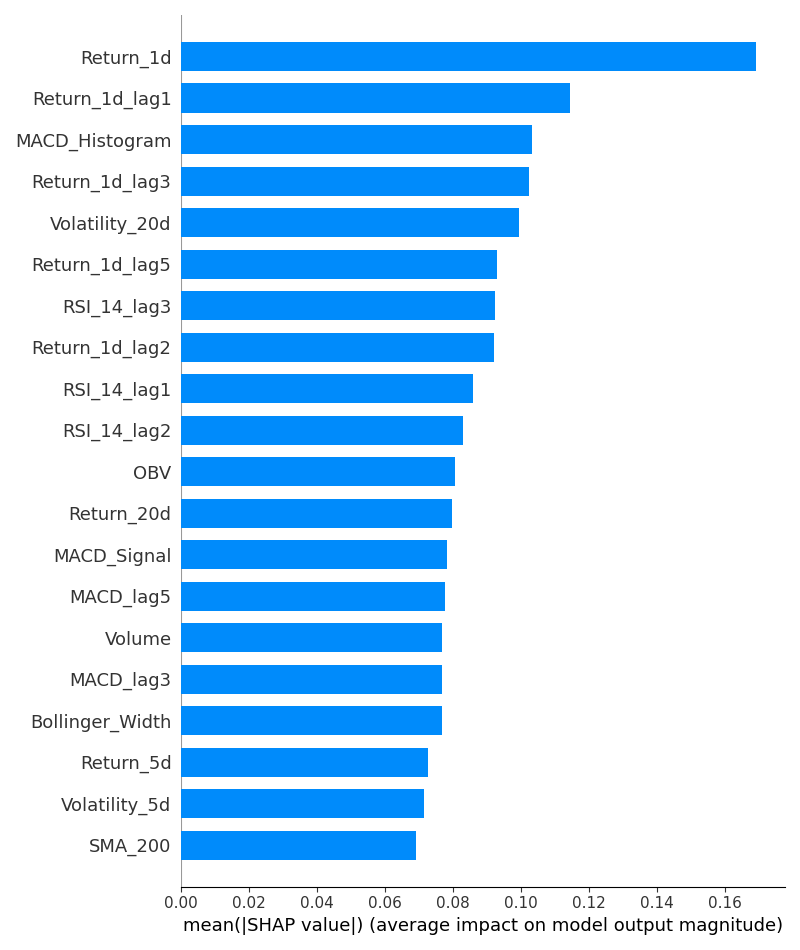 Return_1d
Return_1d_lag1
MACD_Histogram
Return_1d_lag3
Volatility_20d
Return_1d_lag5
RSI_14_lag3
Return_1d_lag2
RSI_14_lag1
RSI_14_lag2
OBV
Return_20d
MACD_Signal
MACD_lag5
Volume
MACD_lag3
Bollinger_Width
Return_5d
Volatility_5d
SMA_200
0.00 0.02 0.04 0.06 0.08 0.10 0.12 0.14 0.16
mean(|SHAP value|) (average impact on model output magnitude)